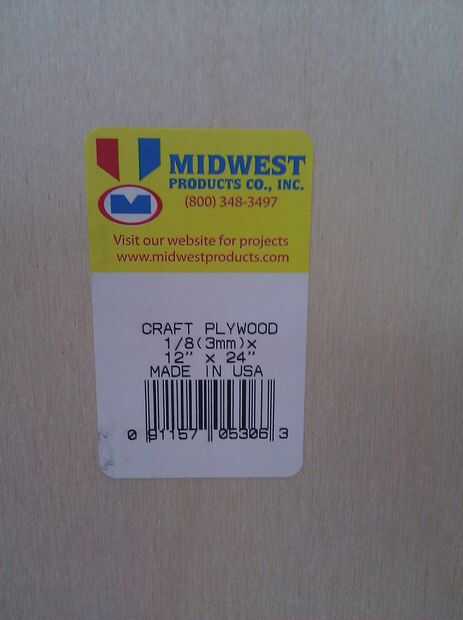 MIDWEST
PRODUCTS CO., INC.
(800) 348-3497
Visit our website for projects
www.midwestproducts.com
CRAFT PLYWOOD
1/8(3mm)x
12" x 24"
MADE IN USA
0 91157 05306 3